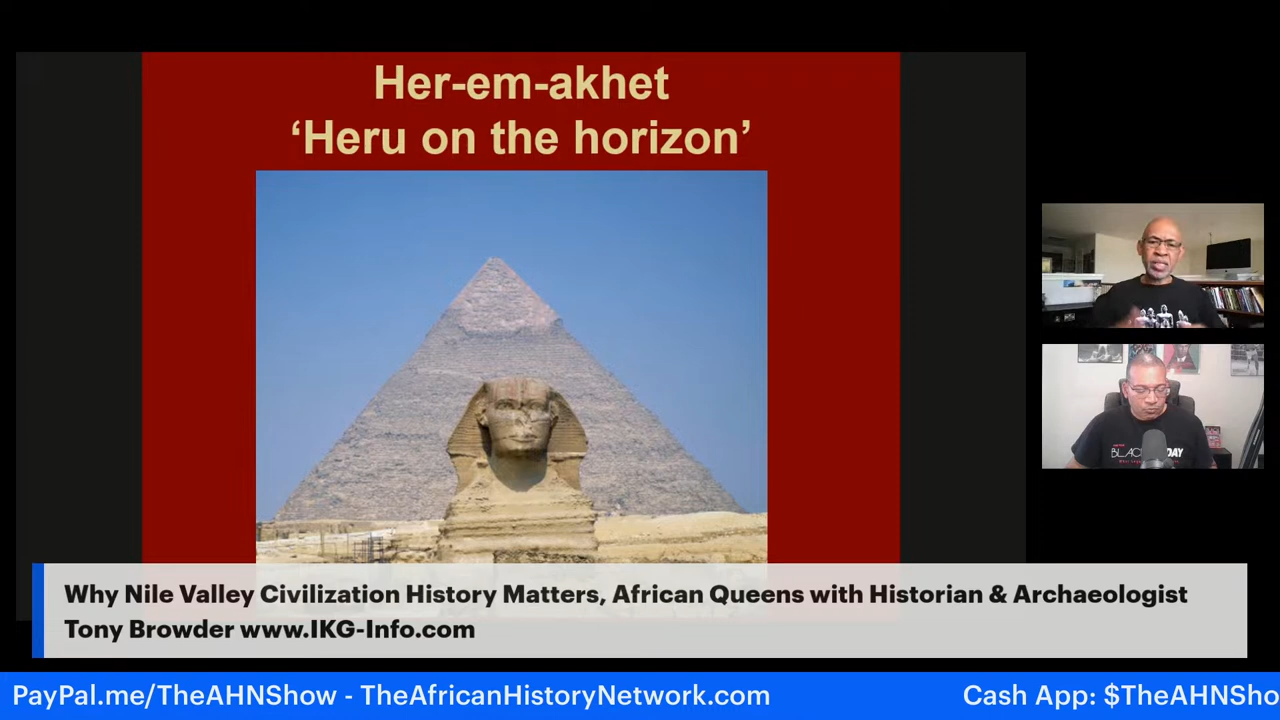 Her-em-akhet
‘Heru on the horizon’
Why Nile Valley Civilization History Matters, African Queens with Historian & Archaeologist
Tony Browder www.IKG-Info.com
PayPal.me/TheAHNShow - TheAfricanHistoryNetwork.com
Cash App: $TheAHNSho